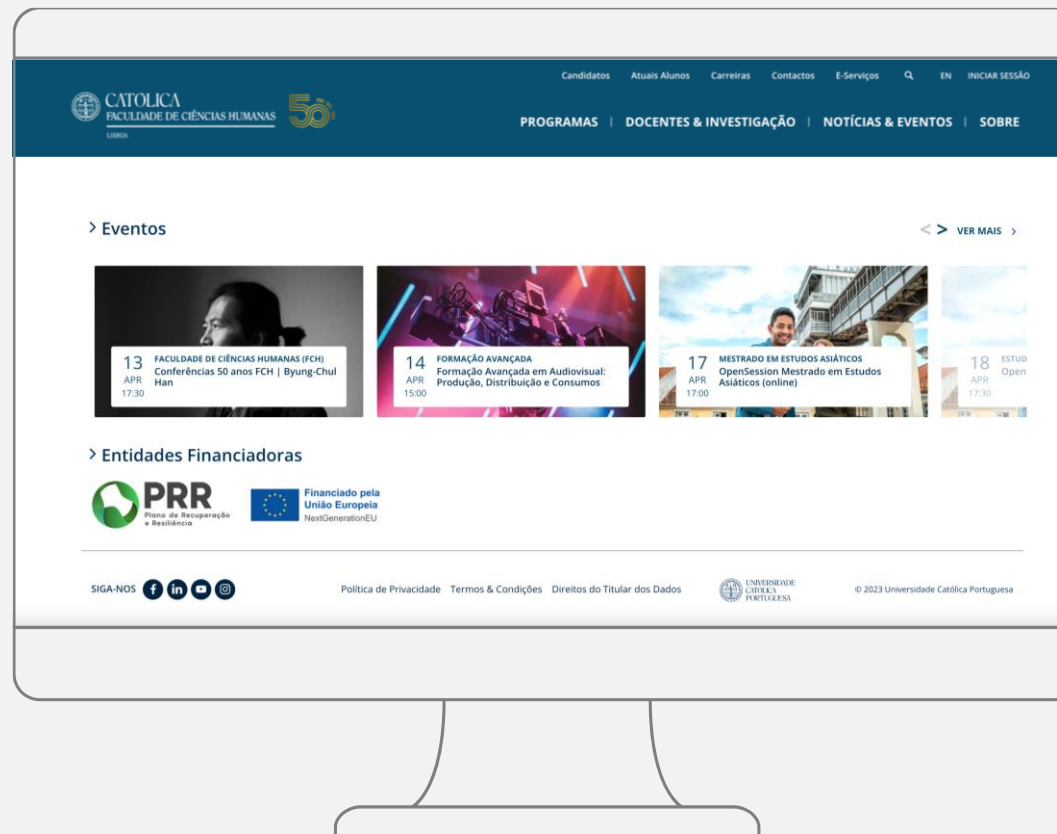 Candidatos Atuais Alunos Carreiras Contactos E-Serviços EN INICIAR SESSÃO
CATOLICA
FACULDADE DE CIÊNCIAS HUMANAS
LISBOA
50
PROGRAMAS | DOCENTES & INVESTIGAÇÃO | NOTÍCIAS & EVENTOS | SOBRE
> Eventos
< > VER MAIS >
13
APR
17:30
FACULDADE DE CIÊNCIAS HUMANAS (FCH)
Conferências 50 anos FCH | Byung-Chul
Han
14
APR
15:00
FORMAÇÃO AVANÇADA
Formação Avançada em Audiovisual:
Produção, Distribuição e Consumos
17
APR
17:00
MESTRADO EM ESTUDOS ASIÁTICOS
OpenSession Mestrado em Estudos
Asiáticos (online)
18
APR
17:30
ESTUD
Open
> Entidades Financiadoras
PRR
Plano de Recuperação
e Resiliência
Financiado pela
União Europeia
NextGenerationEU
SIGA-NOS
Política de Privacidade Termos & Condições Direitos do Titular dos Dados
UNIVERSIDADE
CATOLICA
PORTUGUESA
© 2023 Universidade Católica Portuguesa